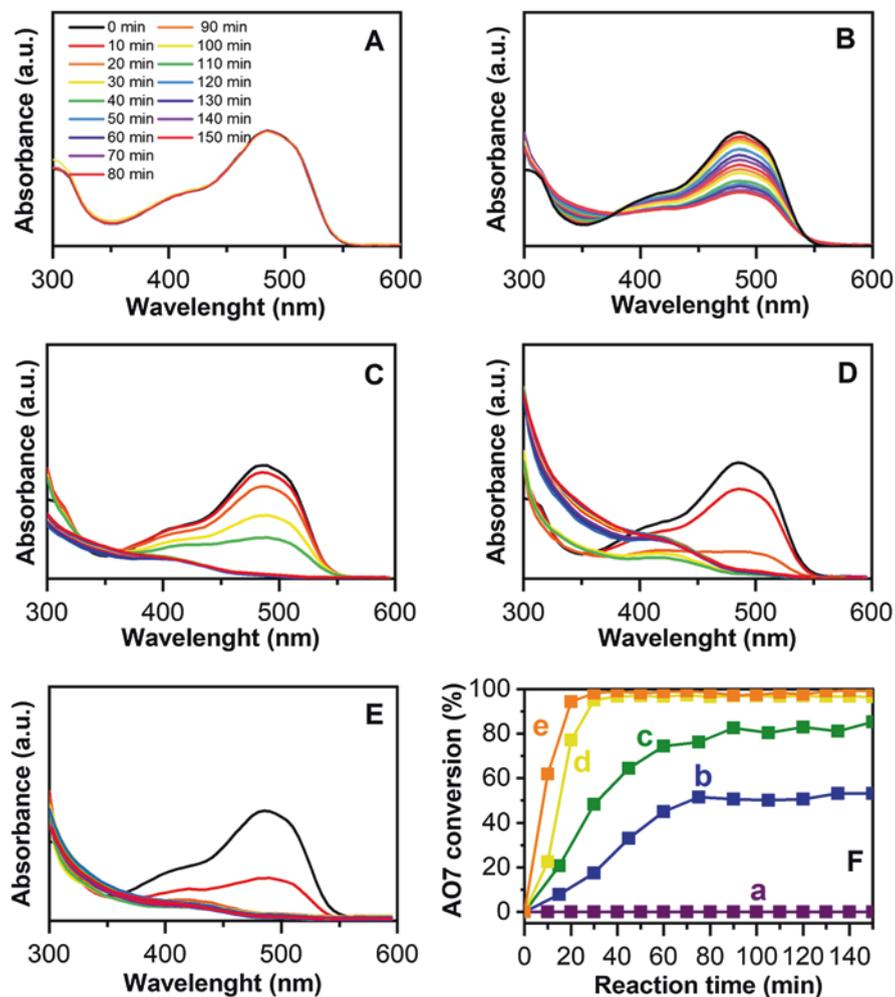 A
0 min 90 min
10 min 100 min
20 min 110 min
30 min 120 min
40 min 130 min
50 min 140 min
60 min 150 min
70 min
80 min
Absorbance (a.u.)
300 400 500 600
Wavelenght (nm)
B
Absorbance (a.u.)
300 400 500 600
Wavelenght (nm)
C
Absorbance (a.u.)
300 400 500 600
Wavelenght (nm)
D
Absorbance (a.u.)
300 400 500 600
Wavelenght (nm)
E
Absorbance (a.u.)
300 400 500 600
Wavelenght (nm)
AO7 conversion (%)
100
80
60
40
20
0
e
d
c
b
a
F
0 20 40 60 80 100 120 140
Reaction time (min)